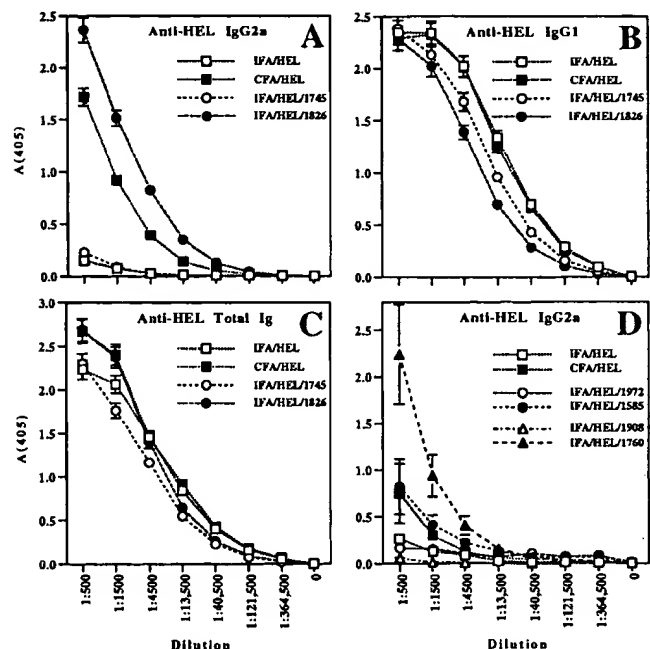 Anti-HEL IgG2a A
IFA/HEL
CFA/HEL
IFA/HEL/1745
IFA/HEL/1826
2.5
2.0
1.5
1.0
0.5
0.0
A(405)
Anti-HEL IgG1 B
IFA/HEL
CFA/HEL
IFA/HEL/1745
IFA/HEL/1826
2.5
2.0
1.5
1.0
0.5
0.0
Anti-HEL Total Ig C
IFA/HEL
CFA/HEL
IFA/HEL/1745
IFA/HEL/1826
3.0
2.5
2.0
1.5
1.0
0.5
0.0
A(405)
1:500
1:1500
1:4500
1:13,500
1:40,500
1:121,500
1:364,500
0
Dilution
Anti-HEL IgG2a D
IFA/HEL
CFA/HEL
IFA/HEL/1972
IFA/HEL/1585
IFA/HEL/1908
IFA/HEL/1760
2.5
2.0
1.5
1.0
0.5
0.0
1:500
1:1500
1:4500
1:13,500
1:40,500
1:121,500
1:364,500
0
Dilution